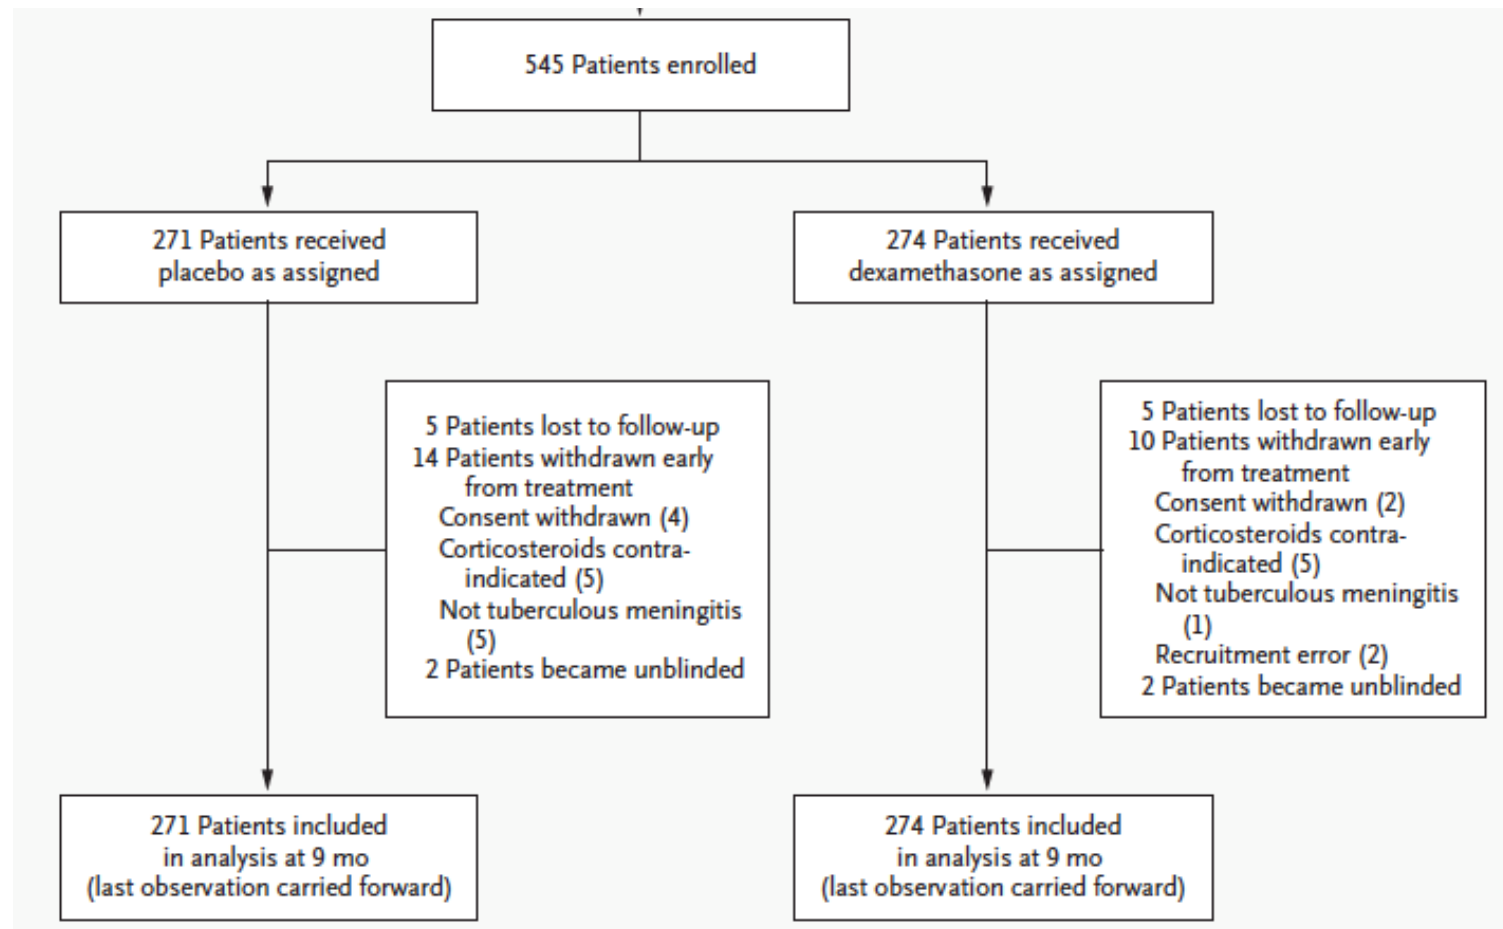 545 Patients enrolled
271 Patients received
placebo as assigned
274 Patients received
dexamethasone as assigned
5 Patients lost to follow-up
14 Patients withdrawn early
from treatment
Consent withdrawn (4)
Corticosteroids contra-
indicated (5)
Not tuberculous meningitis
(5)
2 Patients became unblinded
5 Patients lost to follow-up
10 Patients withdrawn early
from treatment
Consent withdrawn (2)
Corticosteroids contra-
indicated (5)
Not tuberculous meningitis
(1)
Recruitment error (2)
2 Patients became unblinded
271 Patients included
in analysis at 9 mo
(last observation carried forward)
274 Patients included
in analysis at 9 mo
(last observation carried forward)